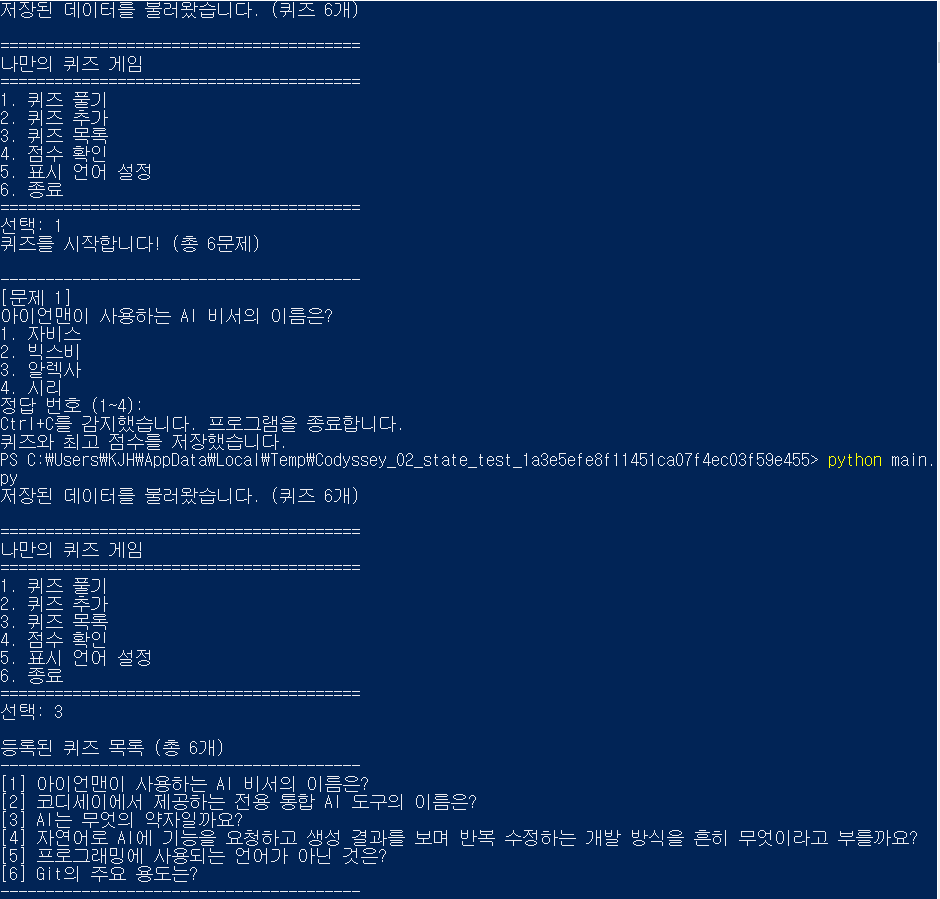 저장된 데이터를 불러왔습니다. (퀴즈 6개)
========================================
나만의 퀴즈 게임
========================================
1. 퀴즈 풀기
2. 퀴즈 추가
3. 퀴즈 목록
4. 점수 확인
5. 표시 언어 설정
6. 종료
========================================
선택: 1
퀴즈를 시작합니다! (총 6문제)
----------------------------------------
[문제 1]
아이언맨이 사용하는 AI 비서의 이름은?
1. 자비스
2. 빅스비
3. 알렉사
4. 시리
정답 번호 (1~4):
Ctrl+C를 감지했습니다. 프로그램을 종료합니다.
퀴즈와 최고 점수를 저장했습니다.
PS C:\Users\KJH\AppData\Local\Temp\Codyssey_02_state_test_1a3e5efe8f11451ca07f4ec03f59e455> python main.
py
저장된 데이터를 불러왔습니다. (퀴즈 6개)
========================================
나만의 퀴즈 게임
========================================
1. 퀴즈 풀기
2. 퀴즈 추가
3. 퀴즈 목록
4. 점수 확인
5. 표시 언어 설정
6. 종료
========================================
선택: 3
등록된 퀴즈 목록 (총 6개)
----------------------------------------
[1] 아이언맨이 사용하는 AI 비서의 이름은?
[2] 코디세이에서 제공하는 전용 통합 AI 도구의 이름은?
[3] AI는 무엇의 약자일까요?
[4] 자연어로 AI에 기능을 요청하고 생성 결과를 보며 반복 수정하는 개발 방식을 흔히 무엇이라고 부를까요?
[5] 프로그래밍에 사용되는 언어가 아닌 것은?
[6] Git의 주요 용도는?
----------------------------------------